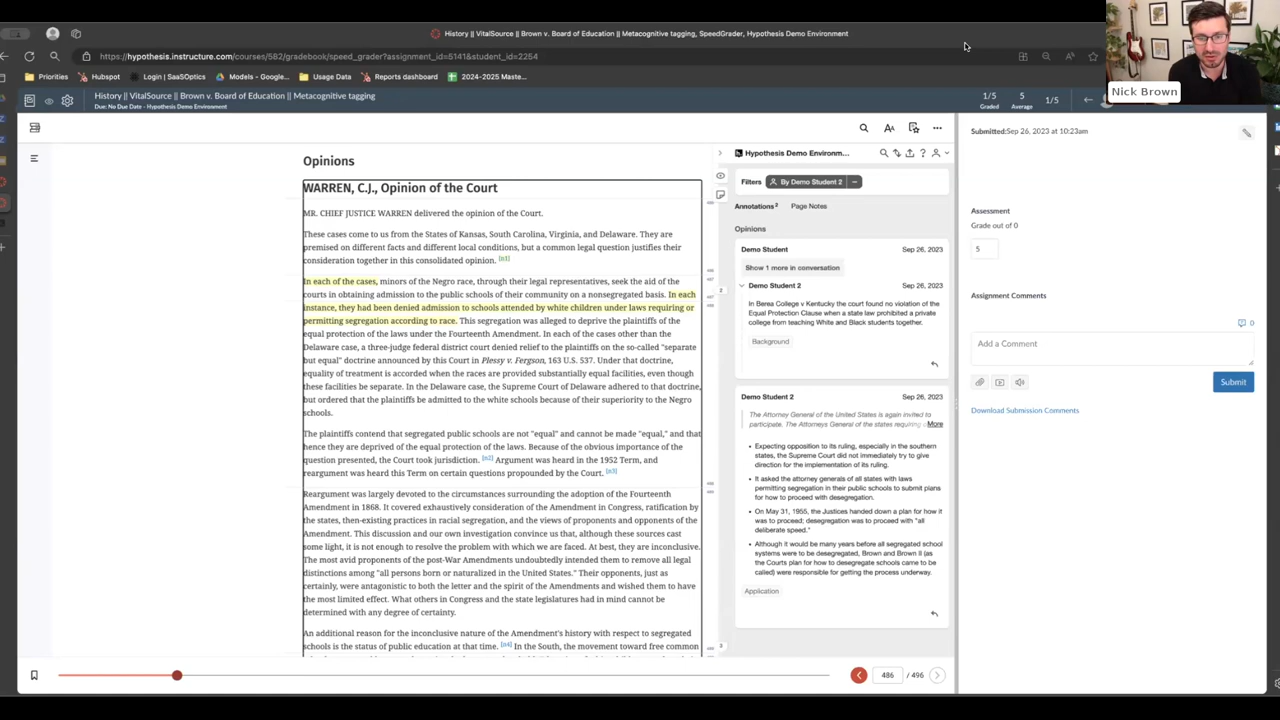 History || VitalSource || Brown v. Board of Education || Metacognitive tagging, SpeedGrader, Hypothesis Demo Environment
https://hypothesis.instructure.com/courses/582/gradebook/speed_grader?assignment_id=5141&student_id=2254
Priorities
Hubspot
Login | SaaSOptics
Models - Google...
Usage Data
Reports dashboard
2024-2025 Maste...
Nick Brown
History || VitalSource || Brown v. Board of Education || Metacognitive tagging
Due: No Due Date - Hypothesis Demo Environment
1/5
Graded
5
Average
1/5
Opinions
WARREN, C.J., Opinion of the Court
MR. CHIEF JUSTICE WARREN delivered the opinion of the Court.
These cases come to us from the States of Kansas, South Carolina, Virginia, and Delaware. They are
premised on different facts and different local conditions, but a common legal question justifies their
consideration together in this consolidated opinion. [n1]
In each of the cases, minors of the Negro race, through their legal representatives, seek the aid of the
courts in obtaining admission to the public schools of their community on a nonsegregated basis. In each
instance, they had been denied admission to schools attended by white children under laws requiring or
permitting segregation according to race. This segregation was alleged to deprive the plaintiffs of the
equal protection of the laws under the Fourteenth Amendment. In each of the cases other than the
Delaware case, a three-judge federal district court denied relief to the plaintiffs on the so-called "separate
but equal" doctrine announced by this Court in Plessy v. Fergson, 163 U.S. 537. Under that doctrine,
equality of treatment is accorded when the races are provided substantially equal facilities, even though
these facilities be separate. In the Delaware case, the Supreme Court of Delaware adhered to that doctrine,
but ordered that the plaintiffs be admitted to the white schools because of their superiority to the Negro
schools.
The plaintiffs contend that segregated public schools are not "equal" and cannot be made "equal," and that
hence they are deprived of the equal protection of the laws. Because of the obvious importance of the
question presented, the Court took jurisdiction. [n2] Argument was heard in the 1952 Term, and
reargument was heard this Term on certain questions propounded by the Court. [n3]
Reargument was largely devoted to the circumstances surrounding the adoption of the Fourteenth
Amendment in 1868. It covered exhaustively consideration of the Amendment in Congress, ratification by
the states, then-existing practices in racial segregation, and the views of proponents and opponents of the
Amendment. This discussion and our own investigation convince us that, although these sources cast
some light, it is not enough to resolve the problem with which we are faced. At best, they are inconclusive.
The most avid proponents of the post-War Amendments undoubtedly intended them to remove all legal
distinctions among "all persons born or naturalized in the United States." Their opponents, just as
certainly, were antagonistic to both the letter and the spirit of the Amendments and wished them to have
the most limited effect. What others in Congress and the state legislatures had in mind cannot be
determined with any degree of certainty.
An additional reason for the inconclusive nature of the Amendment's history with respect to segregated
schools is the status of public education at that time. [n4] In the South, the movement toward free common
486 / 496
Hypothesis Demo Environm...
Filters
By Demo Student 2
Annotations 2
Page Notes
Opinions
Demo Student
Sep 26, 2023
Show 1 more in conversation
Demo Student 2
Sep 26, 2023
In Berea College v Kentucky the court found no violation of the
Equal Protection Clause when a state law prohibited a private
college from teaching White and Black students together.
Background
Demo Student 2
Sep 26, 2023
The Attorney General of the United States is again invited to
participate. The Attorneys General of the states requiring
More
• Expecting opposition to its ruling, especially in the southern
states, the Supreme Court did not immediately try to give
direction for the implementation of its ruling.
• It asked the attorney generals of all states with laws
permitting segregation in their public schools to submit plans
for how to proceed with desegregation.
• On May 31, 1955, the Justices handed down a plan for how it
was to proceed; desegregation was to proceed with "all
deliberate speed."
• Although it would be many years before all segregated school
systems were to be desegregated, Brown and Brown II (as
the Courts plan for how to desegregate schools came to be
called) were responsible for getting the process underway.
Application
Submitted:Sep 26, 2023 at 10:23am
Assessment
Grade out of 0
5
Assignment Comments
0
Add a Comment
Submit
Download Submission Comments